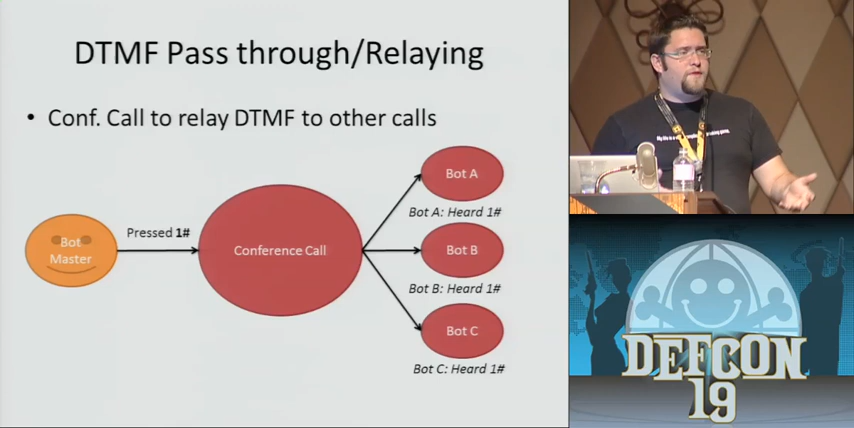 DTMF Pass through/Relaying
• Conf. Call to relay DTMF to other calls
Bot Master
Pressed 1#
Conference Call
Bot A
Bot A: Heard 1#
Bot B
Bot B: Heard 1#
Bot C
Bot C: Heard 1#
DEFCON
19